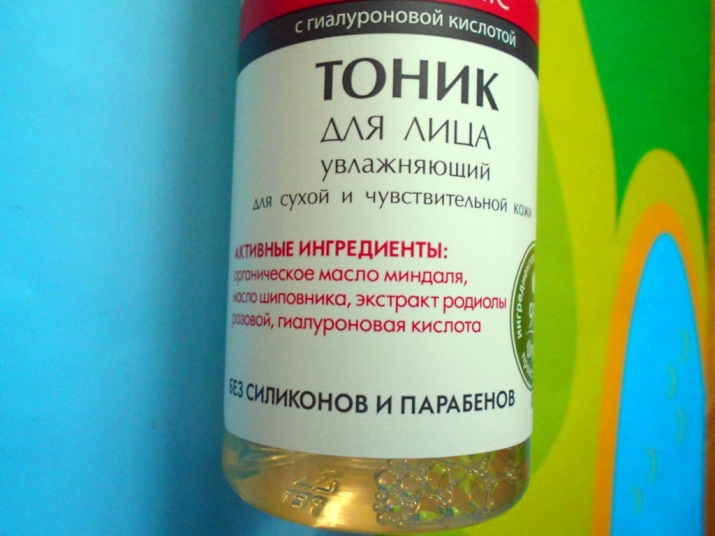 с гиалуроновой кислотой
ТОНИК
ДЛЯ ЛИЦА
увлажняющий
для сухой и чувствительной кожи
АКТИВНЫЕ ИНГРЕДИЕНТЫ:
органическое масло миндаля,
масло шиповника, экстракт родиолы
розовой, гиалуроновая кислота
БЕЗ СИЛИКОНОВ И ПАРАБЕНОВ